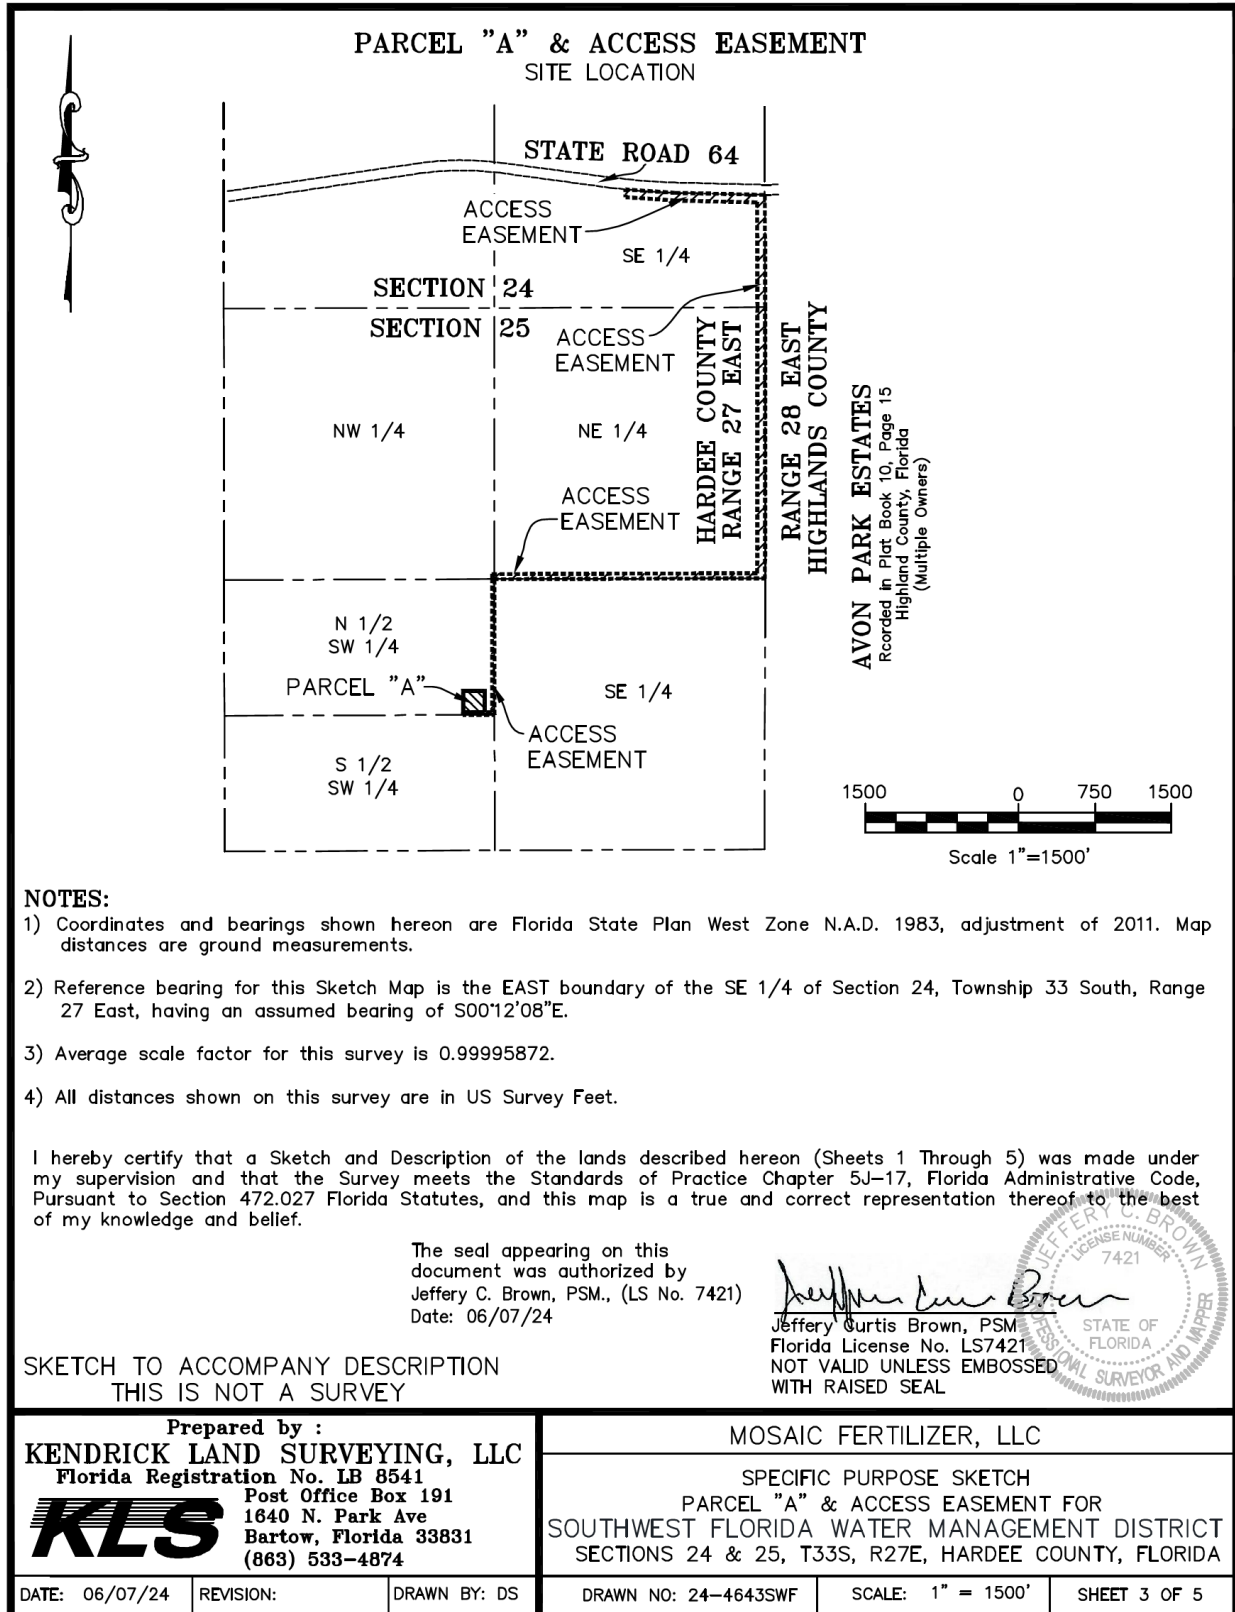 PARCEL "A" & ACCESS EASEMENT
SITE LOCATION
STATE ROAD 64
ACCESS
EASEMENT
SE 1/4
SECTION 24
SECTION 25
ACCESS
EASEMENT
HARDEE COUNTY
RANGE 27 EAST
RANGE 28 EAST
HIGHLANDS COUNTY
AVON PARK ESTATES
Rcorded in Plat Book 10, Page 15
Highland County, Florida
(Multiple Owners)
NW 1/4
NE 1/4
ACCESS
EASEMENT
N 1/2
SW 1/4
PARCEL "A"
SE 1/4
ACCESS
EASEMENT
S 1/2
SW 1/4
1500 0 750 1500
Scale 1"=1500'
NOTES:
1) Coordinates and bearings shown hereon are Florida State Plan West Zone N.A.D. 1983, adjustment of 2011. Map
distances are ground measurements.
2) Reference bearing for this Sketch Map is the EAST boundary of the SE 1/4 of Section 24, Township 33 South, Range
27 East, having an assumed bearing of S00°12'08"E.
3) Average scale factor for this survey is 0.99995872.
4) All distances shown on this survey are in US Survey Feet.
I hereby certify that a Sketch and Description of the lands described hereon (Sheets 1 Through 5) was made under
my supervision and that the Survey meets the Standards of Practice Chapter 5J-17, Florida Administrative Code,
Pursuant to Section 472.027 Florida Statutes, and this map is a true and correct representation thereof to the best
of my knowledge and belief.
The seal appearing on this
document was authorized by
Jeffery C. Brown, PSM., (LS No. 7421)
Date: 06/07/24
Jeffery Curtis Brown
Jeffery Curtis Brown, PSM
Florida License No. LS7421
NOT VALID UNLESS EMBOSSED
WITH RAISED SEAL
JEFFERY C. BROWN
LICENSE NUMBER
7421
STATE OF
FLORIDA
PROFESSIONAL SURVEYOR AND MAPPER
SKETCH TO ACCOMPANY DESCRIPTION
THIS IS NOT A SURVEY
Prepared by :
KENDRICK LAND SURVEYING, LLC
Florida Registration No. LB 8541
KLS
Post Office Box 191
1640 N. Park Ave
Bartow, Florida 33831
(863) 533-4874
MOSAIC FERTILIZER, LLC
SPECIFIC PURPOSE SKETCH
PARCEL "A" & ACCESS EASEMENT FOR
SOUTHWEST FLORIDA WATER MANAGEMENT DISTRICT
SECTIONS 24 & 25, T33S, R27E, HARDEE COUNTY, FLORIDA
DATE: 06/07/24 REVISION: DRAWN BY: DS DRAWN NO: 24-4643SWF SCALE: 1" = 1500' SHEET 3 OF 5